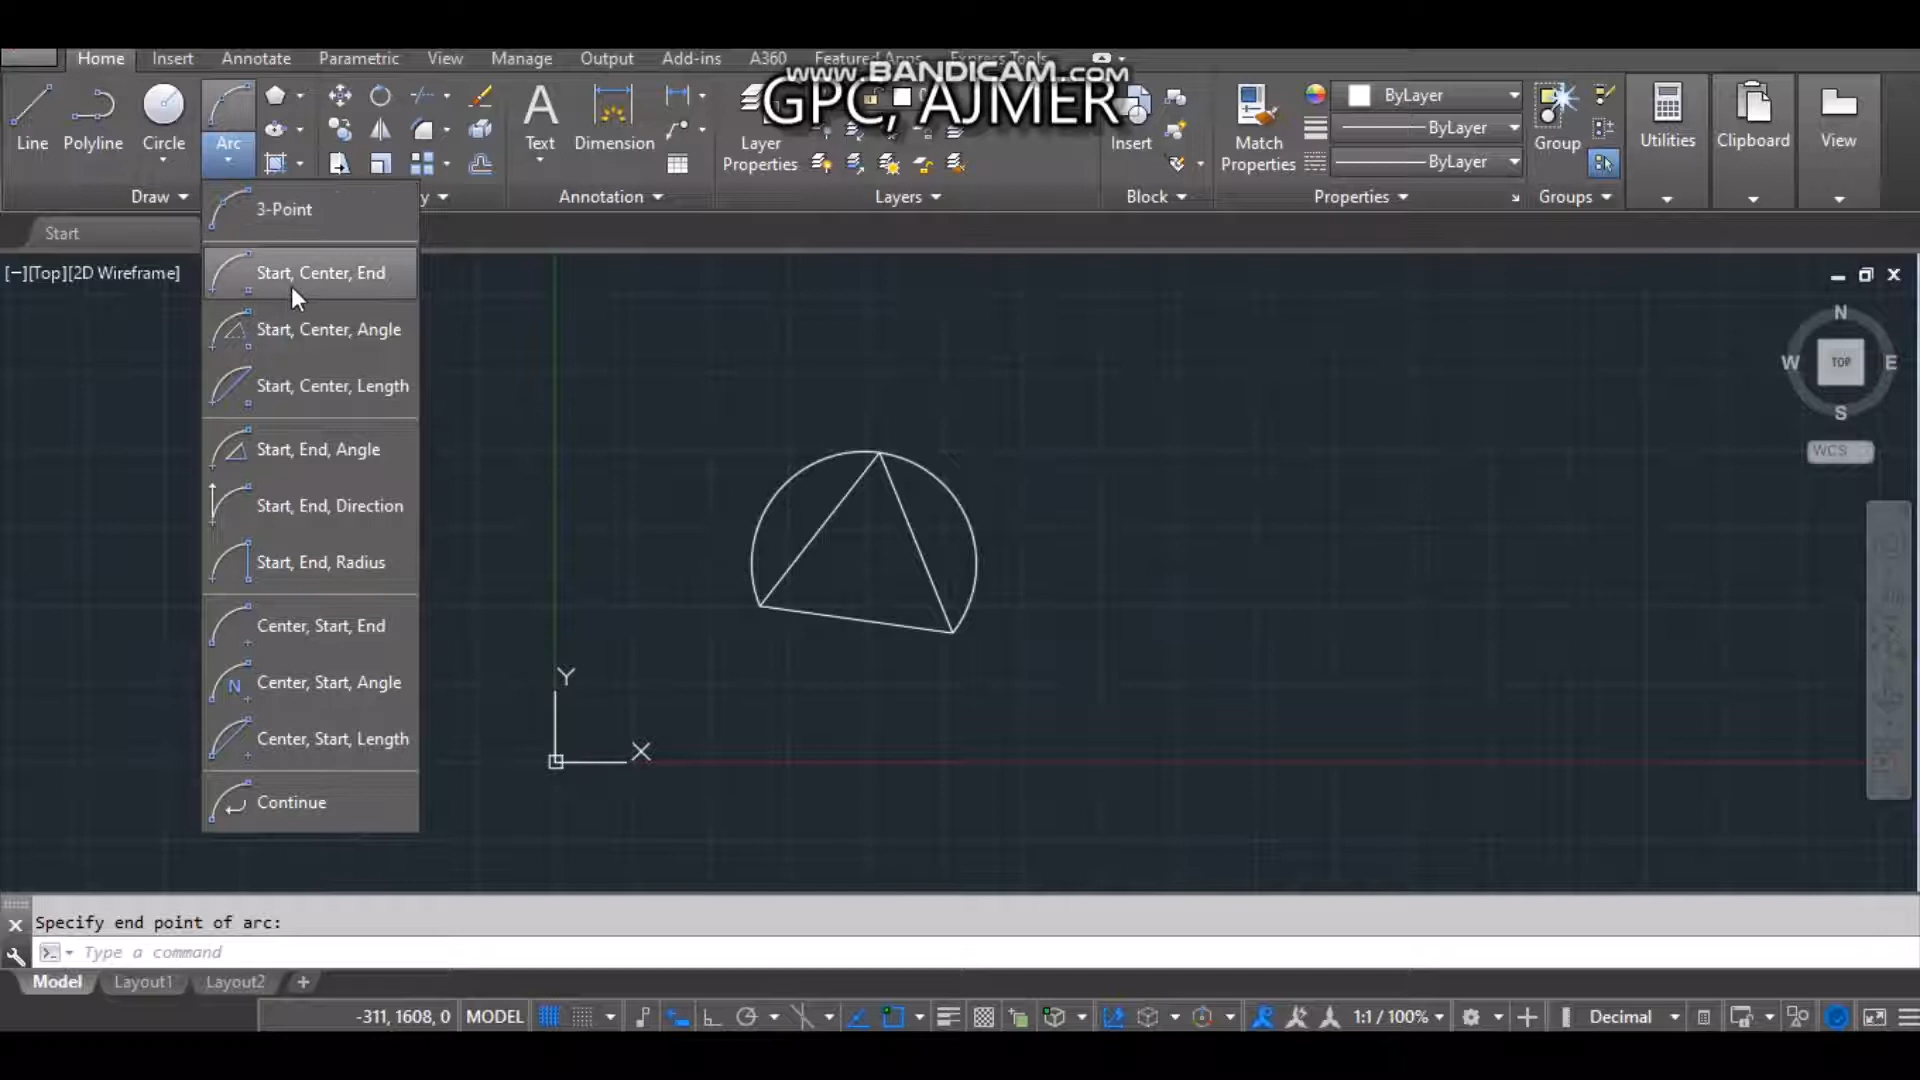 Home Insert Annotate Parametric View Manage Output Add-ins A360 Featured Apps Express Tools
www.BANDICAM.com
GPC, AJMER
Line Polyline Circle Arc Text Dimension Layer Properties Insert Match Properties Group Utilities Clipboard View
ByLayer
ByLayer
ByLayer
Draw Annotation Layers Block Properties Groups
Start
[−][Top][2D Wireframe]
3-Point
Start, Center, End
Start, Center, Angle
Start, Center, Length
Start, End, Angle
Start, End, Direction
Start, End, Radius
Center, Start, End
Center, Start, Angle
Center, Start, Length
Continue
N
W TOP E
S
WCS
Y
X
Specify end point of arc:
Type a command
Model Layout1 Layout2 +
-311, 1608, 0 MODEL 1:1 / 100% Decimal